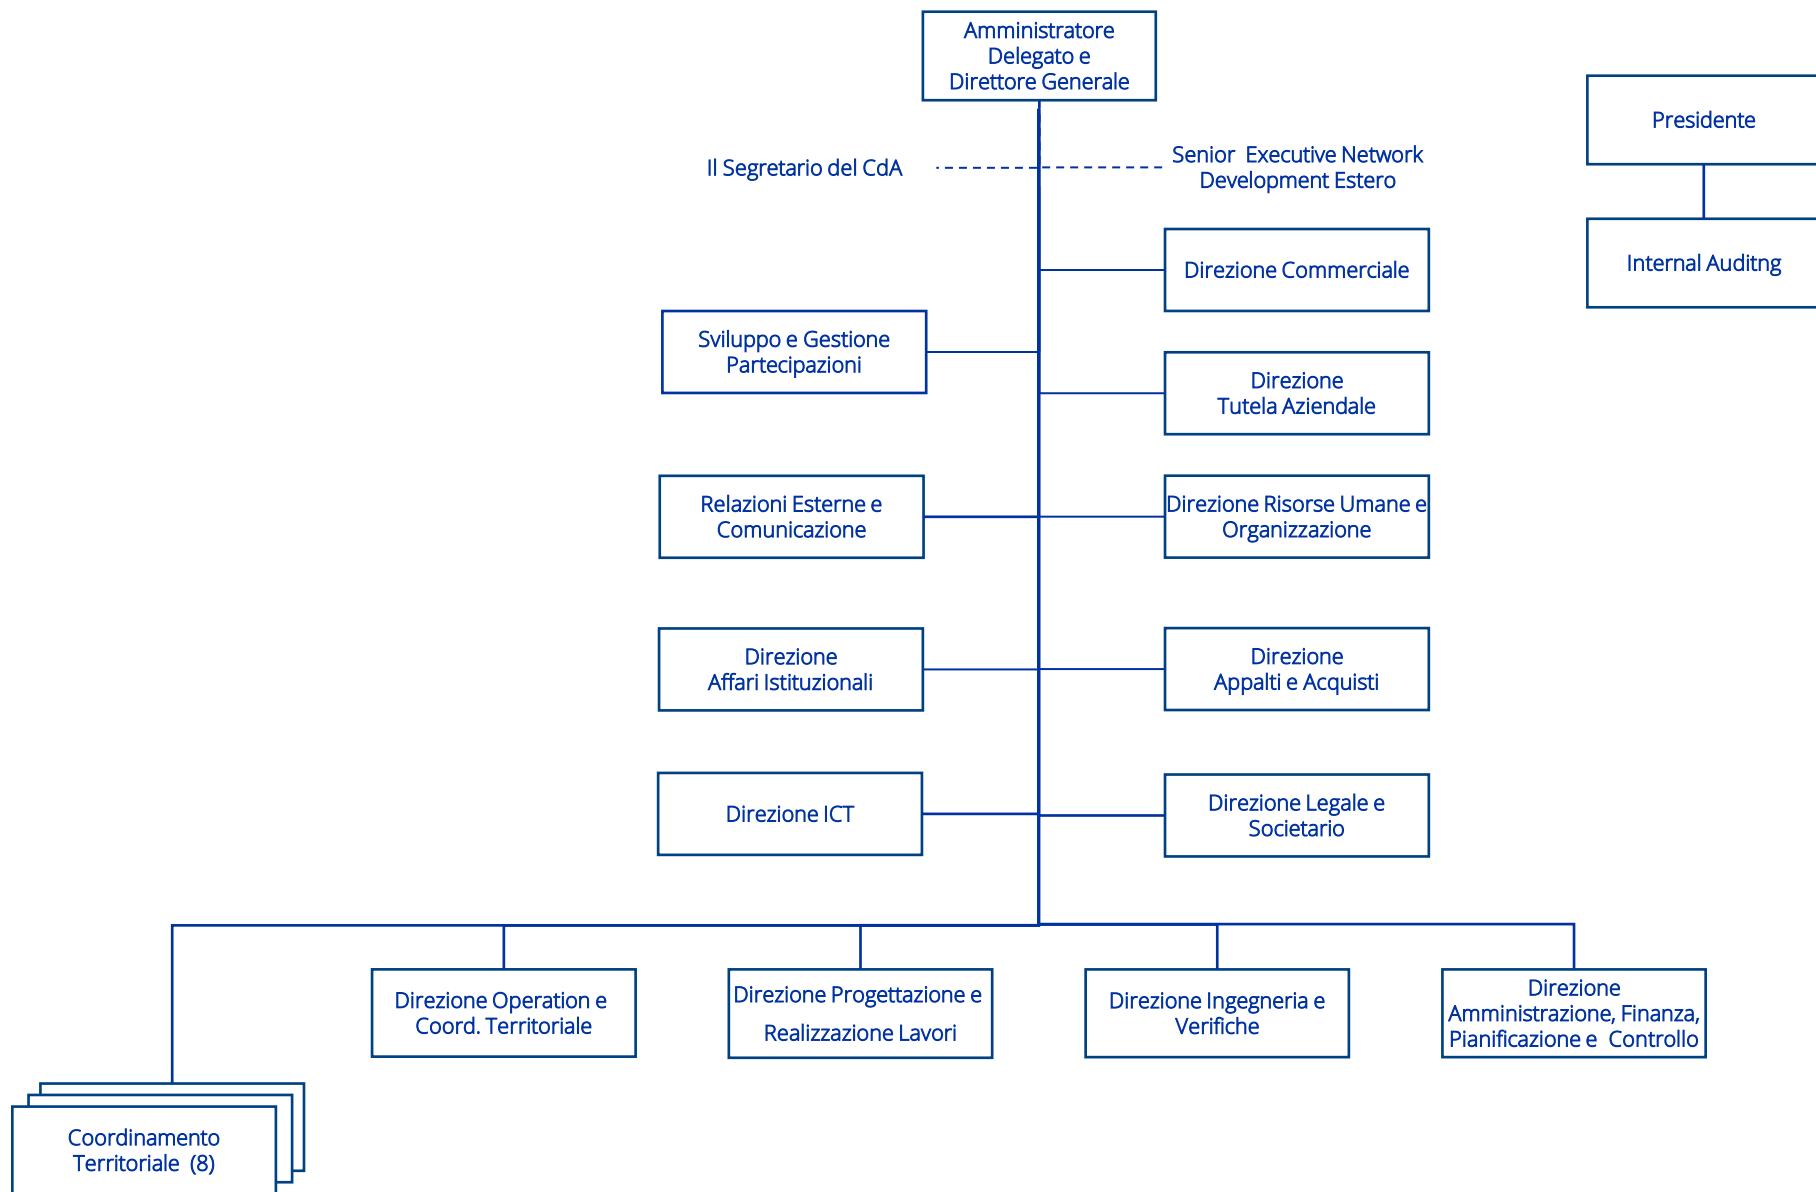 Amministratore
Delegato e
Direttore Generale
Presidente
Il Segretario del CdA
Senior Executive Network
Development Estero
Direzione Commerciale
Internal Auditng
Sviluppo e Gestione
Partecipazioni
Direzione
Tutela Aziendale
Relazioni Esterne e
Comunicazione
Direzione Risorse Umane e
Organizzazione
Direzione
Affari Istituzionali
Direzione
Appalti e Acquisti
Direzione ICT
Direzione Legale e
Societario
Direzione Operation e
Coord. Territoriale
Direzione Progettazione e
Realizzazione Lavori
Direzione Ingegneria e
Verifiche
Direzione
Amministrazione, Finanza,
Pianificazione e Controllo
Coordinamento
Territoriale (8)